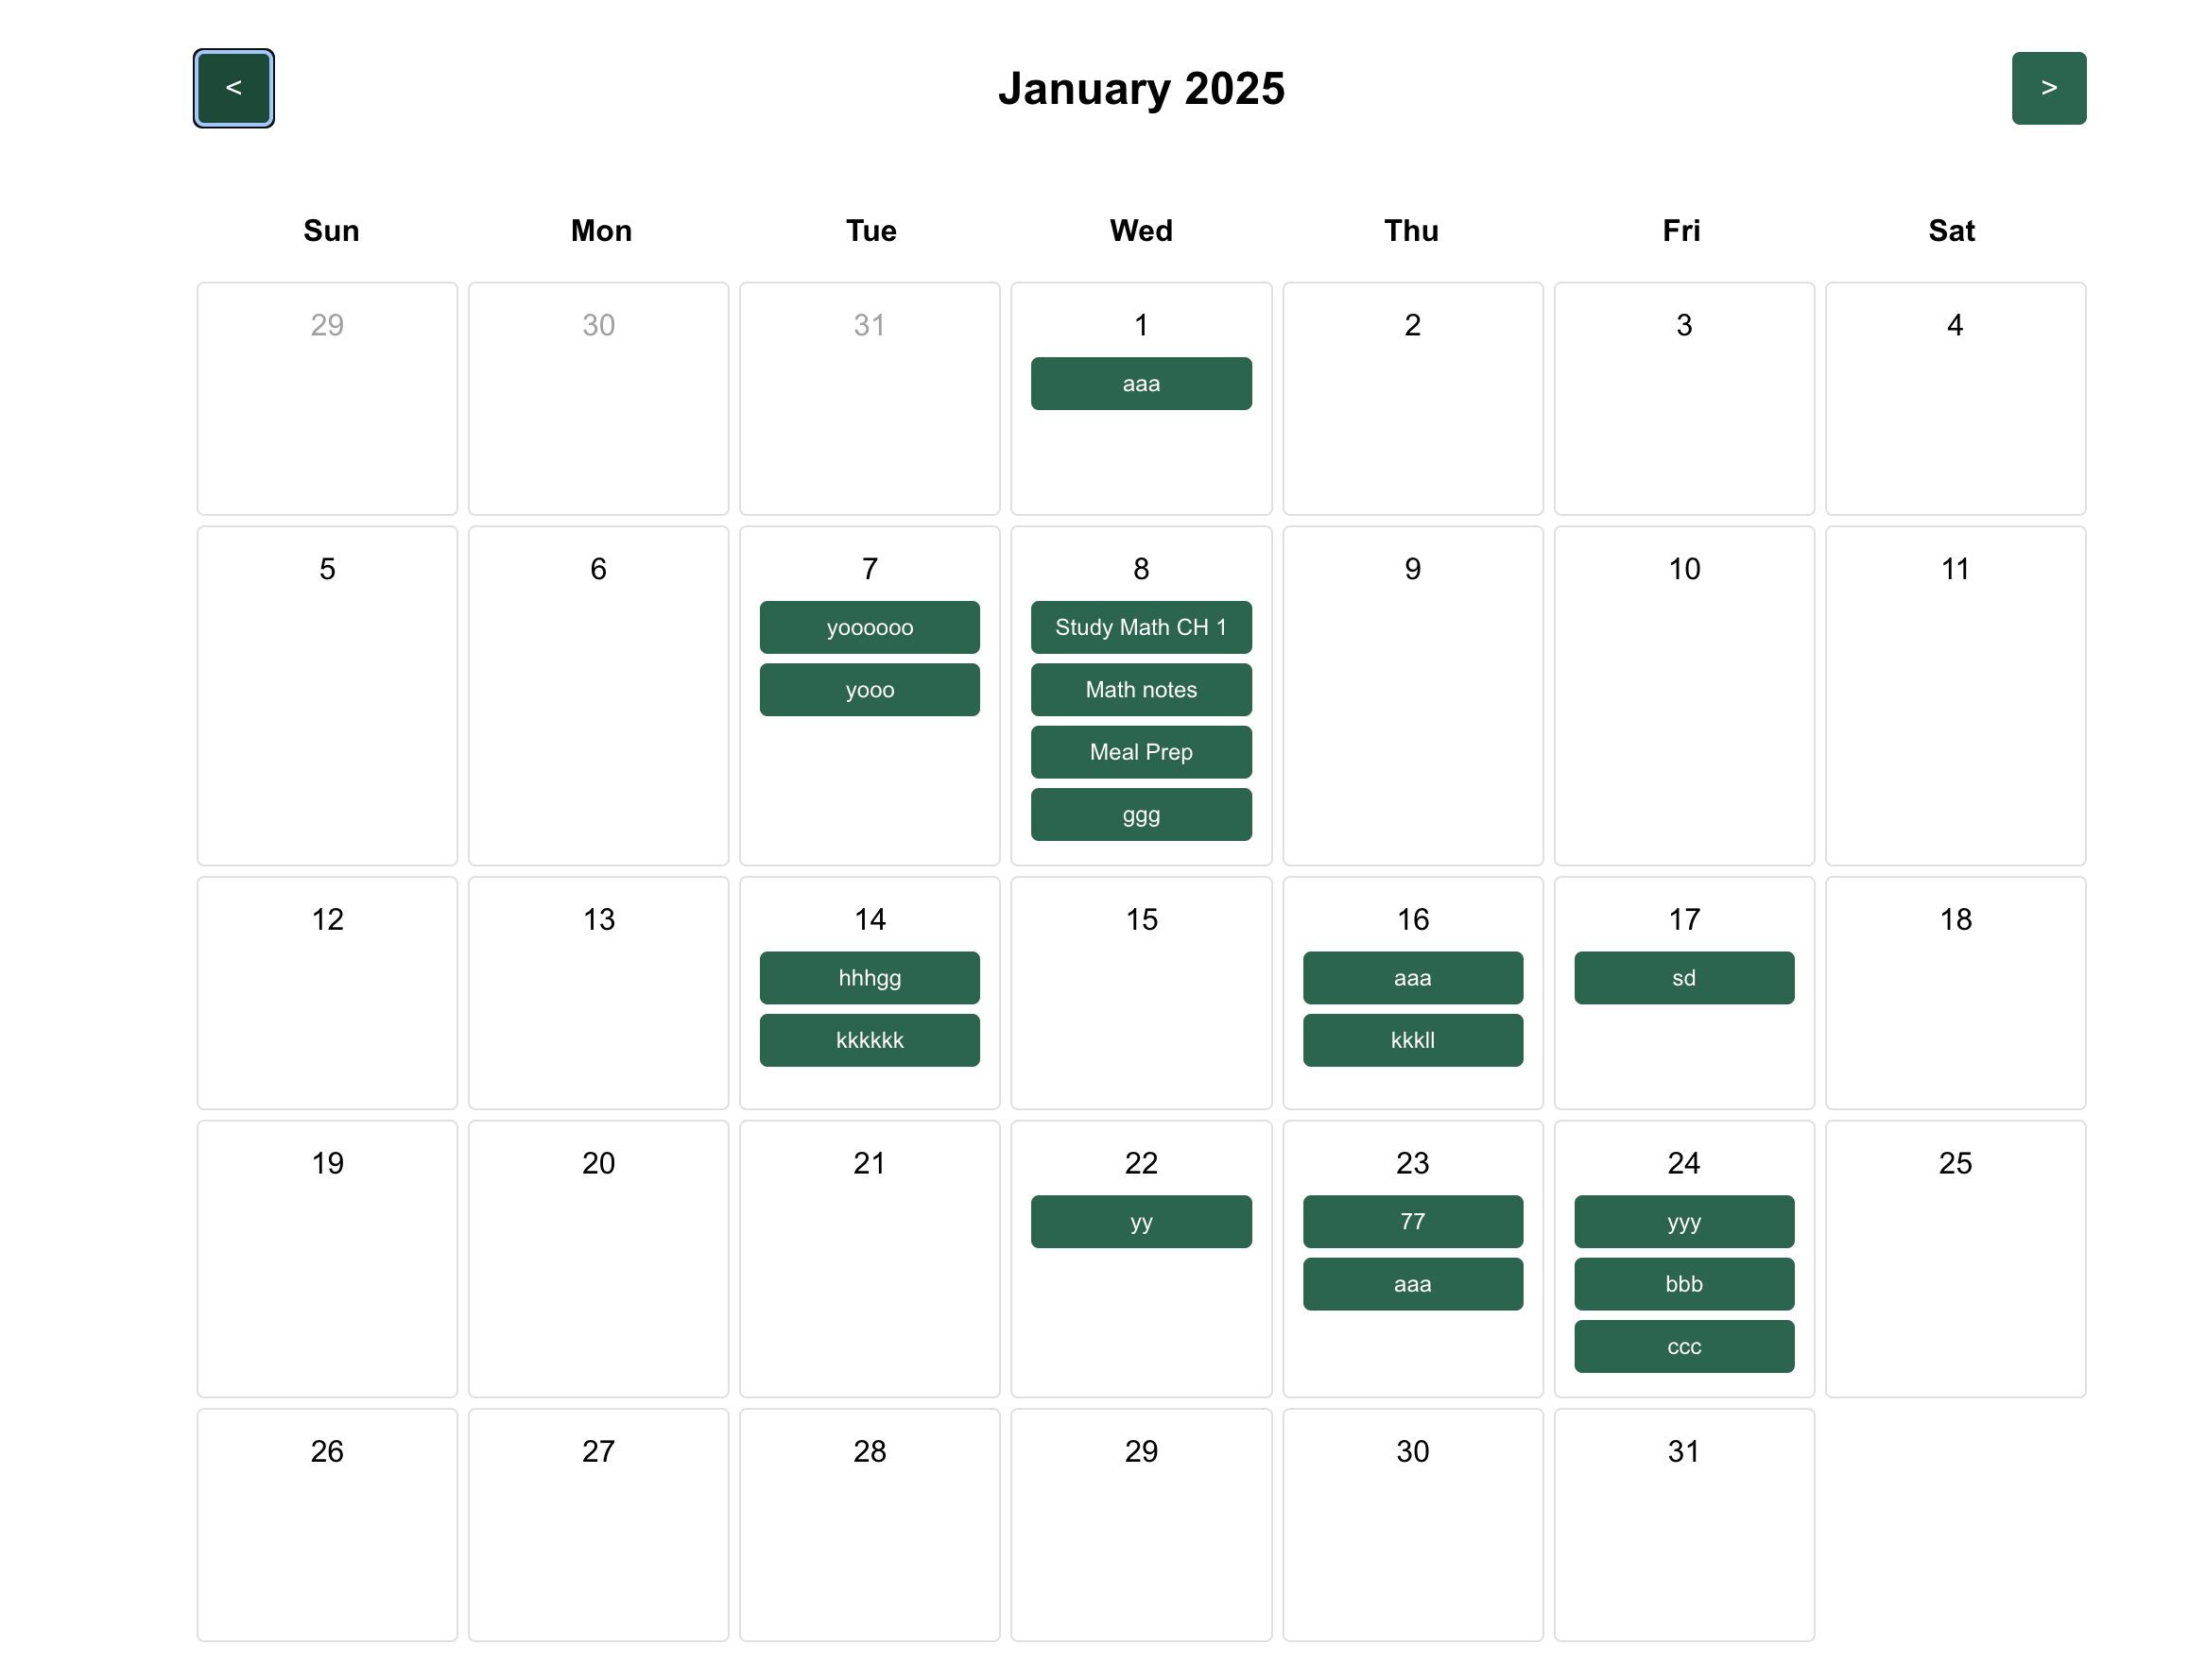 < January 2025 >
Sun Mon Tue Wed Thu Fri Sat
29 30 31 1 2 3 4
aaa
5 6 7 8 9 10 11
yoooooo Study Math CH 1
yooo Math notes
Meal Prep
ggg
12 13 14 15 16 17 18
hhhgg aaa sd
kkkkkk kkkll
19 20 21 22 23 24 25
yy 77 yyy
aaa bbb
ccc
26 27 28 29 30 31